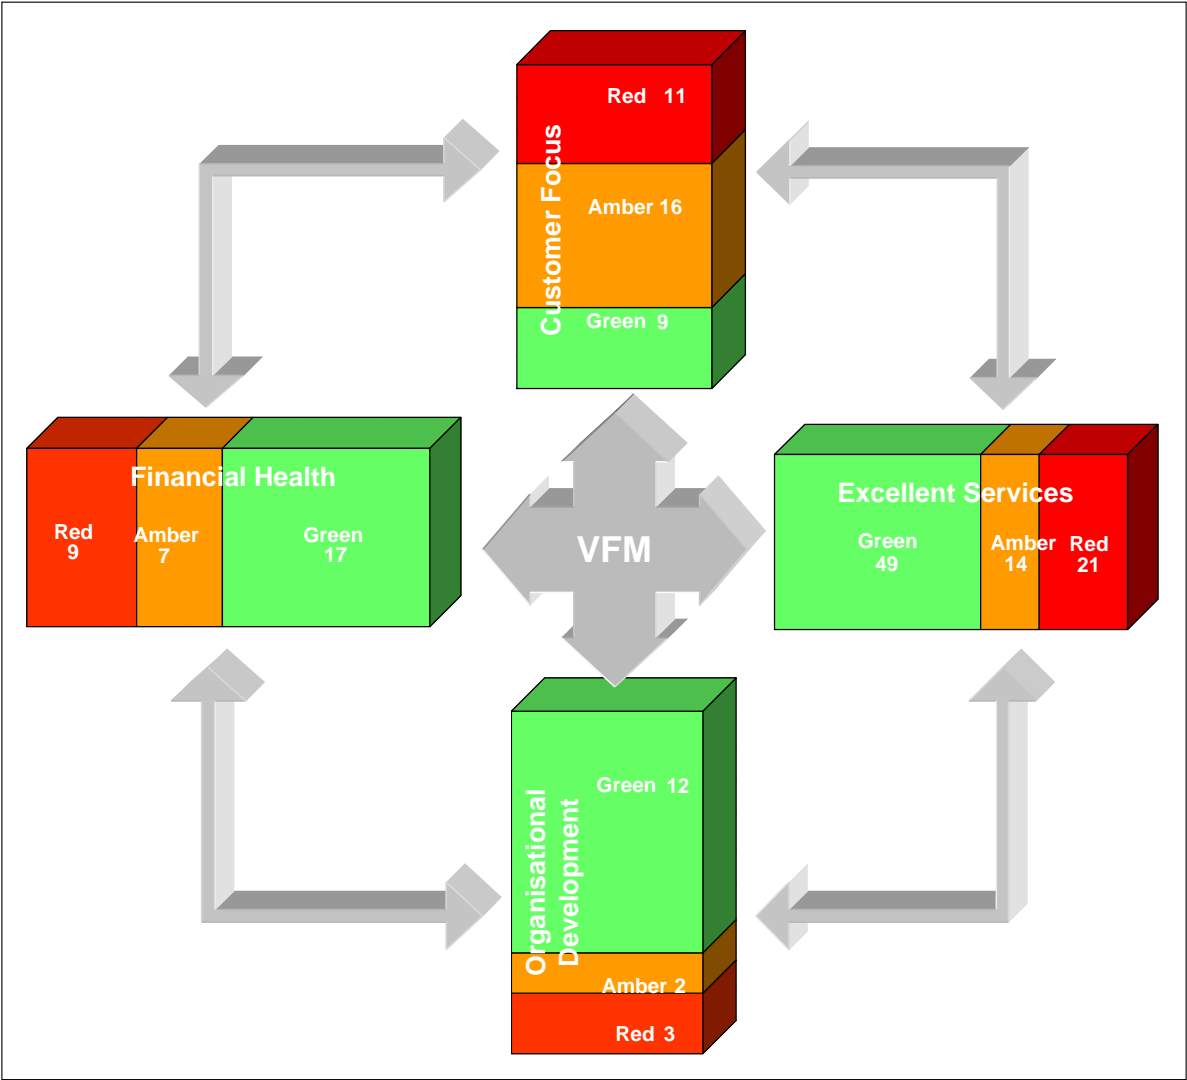 Red 11
Customer Focus
Amber 16
Green 9
Financial Health
Red
9
Amber
7
Green
17
VFM
Excellent Services
Green
49
Amber
14
Red
21
Green 12
Organisational
Development
Amber 2
Red 3